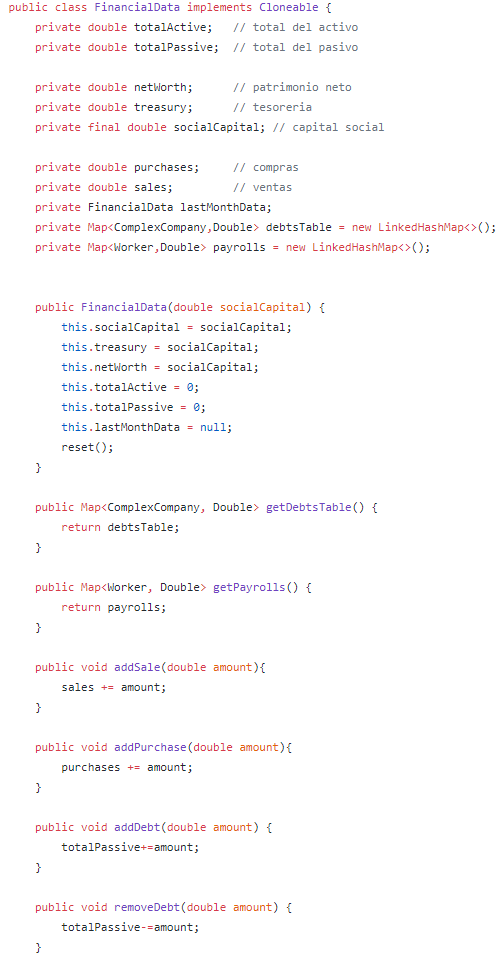 public class FinancialData implements Cloneable {
    private double totalActive;   // total del activo
    private double totalPassive;  // total del pasivo

    private double netWorth;      // patrimonio neto
    private double treasury;      // tesoreria
    private final double socialCapital; // capital social

    private double purchases;     // compras
    private double sales;         // ventas
    private FinancialData lastMonthData;
    private Map<ComplexCompany,Double> debtsTable = new LinkedHashMap<>();
    private Map<Worker,Double> payrolls = new LinkedHashMap<>();


    public FinancialData(double socialCapital) {
        this.socialCapital = socialCapital;
        this.treasury = socialCapital;
        this.netWorth = socialCapital;
        this.totalActive = 0;
        this.totalPassive = 0;
        this.lastMonthData = null;
        reset();
    }

    public Map<ComplexCompany, Double> getDebtsTable() {
        return debtsTable;
    }

    public Map<Worker, Double> getPayrolls() {
        return payrolls;
    }

    public void addSale(double amount){
        sales += amount;
    }

    public void addPurchase(double amount){
        purchases += amount;
    }

    public void addDebt(double amount) {
        totalPassive+=amount;
    }

    public void removeDebt(double amount) {
        totalPassive-=amount;
    }